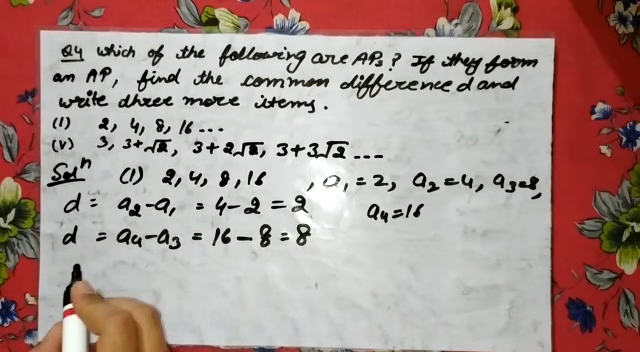 Q4 which of the following are APs? If they form
an AP, find the common difference d and
write three more items.
(1) 2, 4, 8, 16 ...
(V) 3, 3+√2, 3+2√2, 3+3√2 ...
Solⁿ (1) 2, 4, 8, 16 , a₁=2, a₂=4, a₃=8,
d = a₂-a₁ = 4-2 = 2 a₄=16
d = a₄-a₃ = 16-8 = 8